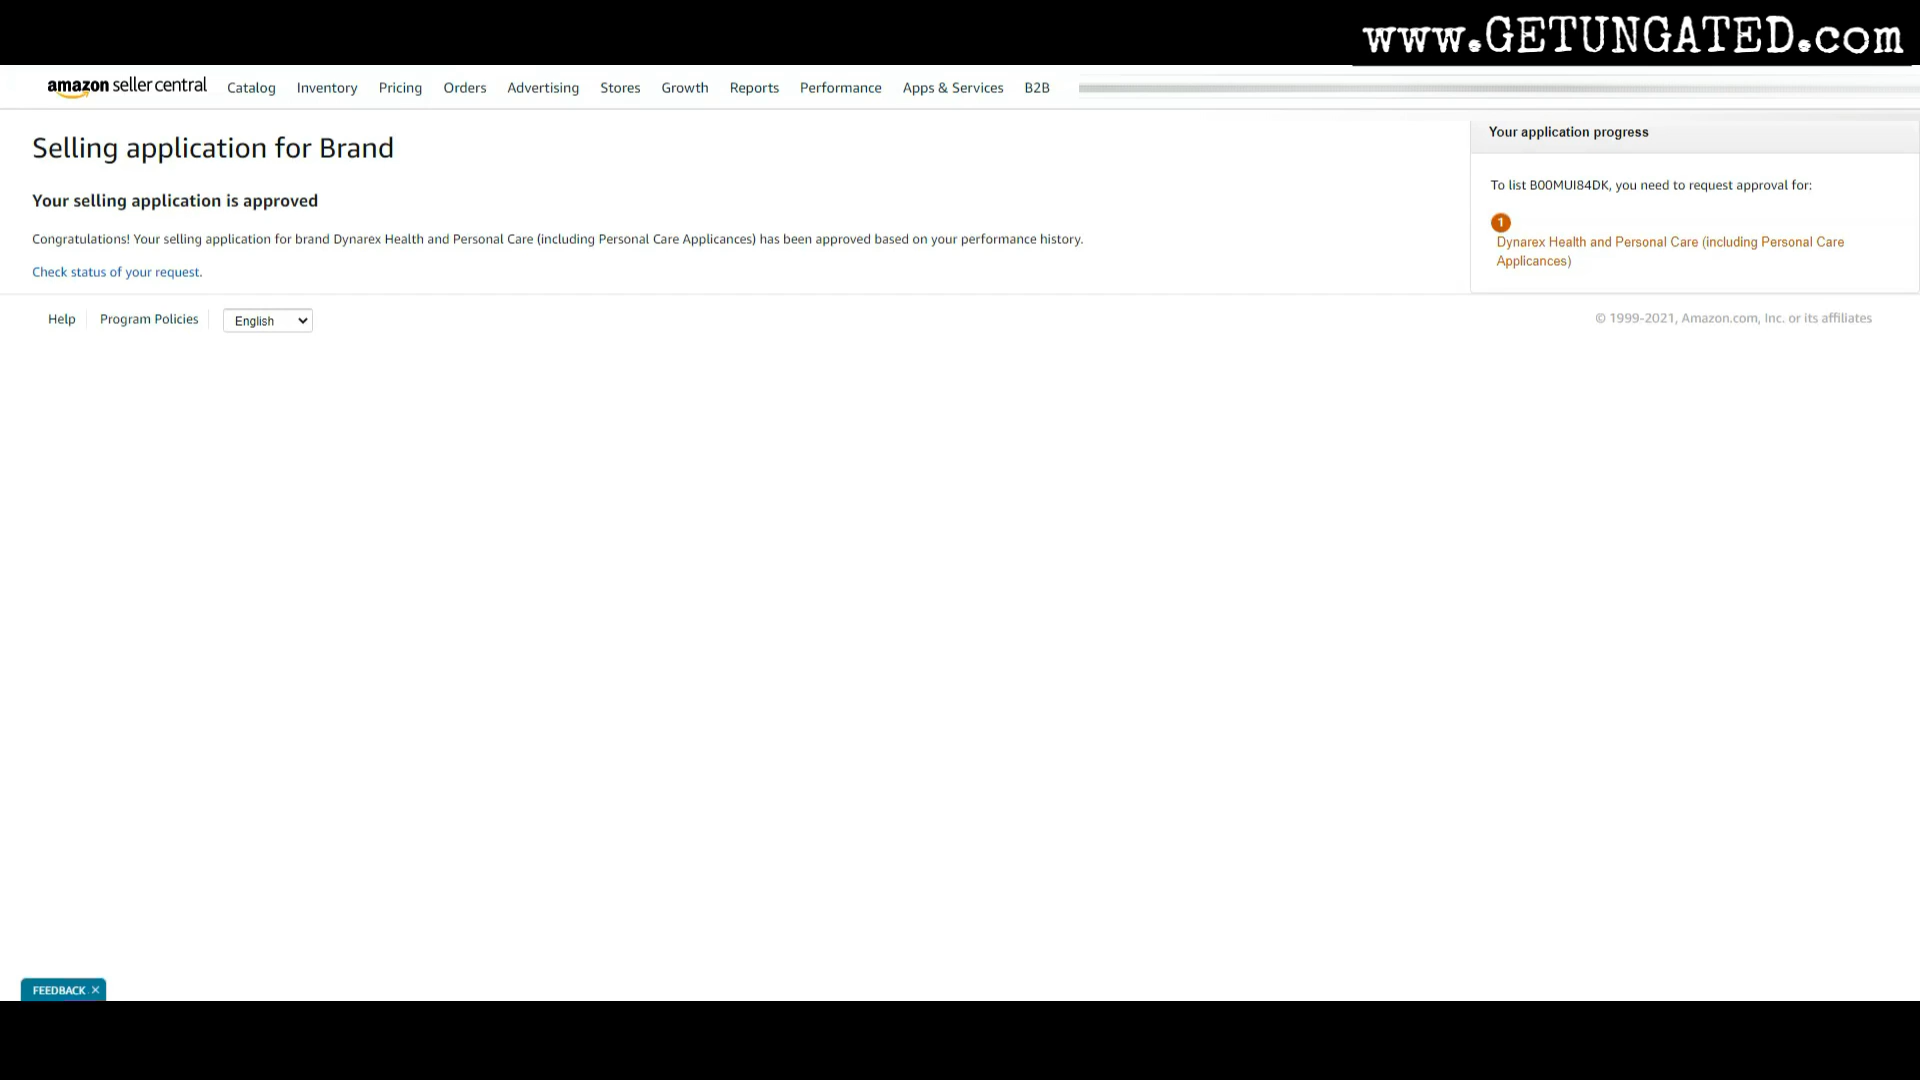 www.GETUNGATED.com
amazon seller central Catalog Inventory Pricing Orders Advertising Stores Growth Reports Performance Apps & Services B2B
Selling application for Brand
Your selling application is approved
Congratulations! Your selling application for brand Dynarex Health and Personal Care (including Personal Care Applicances) has been approved based on your performance history.
Check status of your request.
Your application progress
To list B00MUI84DK, you need to request approval for:
1
Dynarex Health and Personal Care (including Personal Care
Applicances)
Help Program Policies English
© 1999-2021, Amazon.com, Inc. or its affiliates
FEEDBACK ×